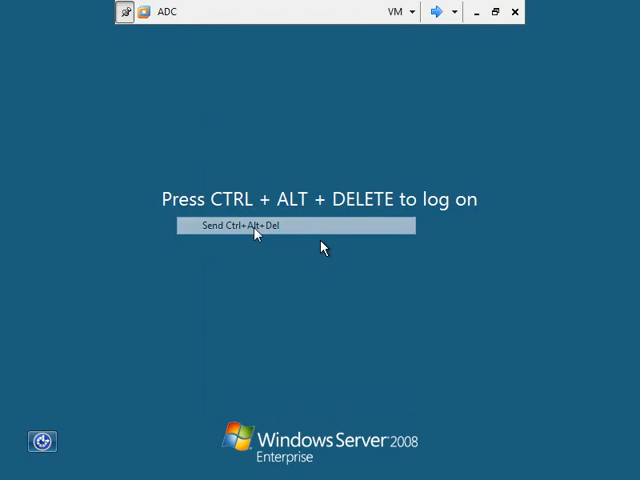 ADC
VM
Press CTRL + ALT + DELETE to log on
Send Ctrl+Alt+Del
Windows Server 2008
Enterprise